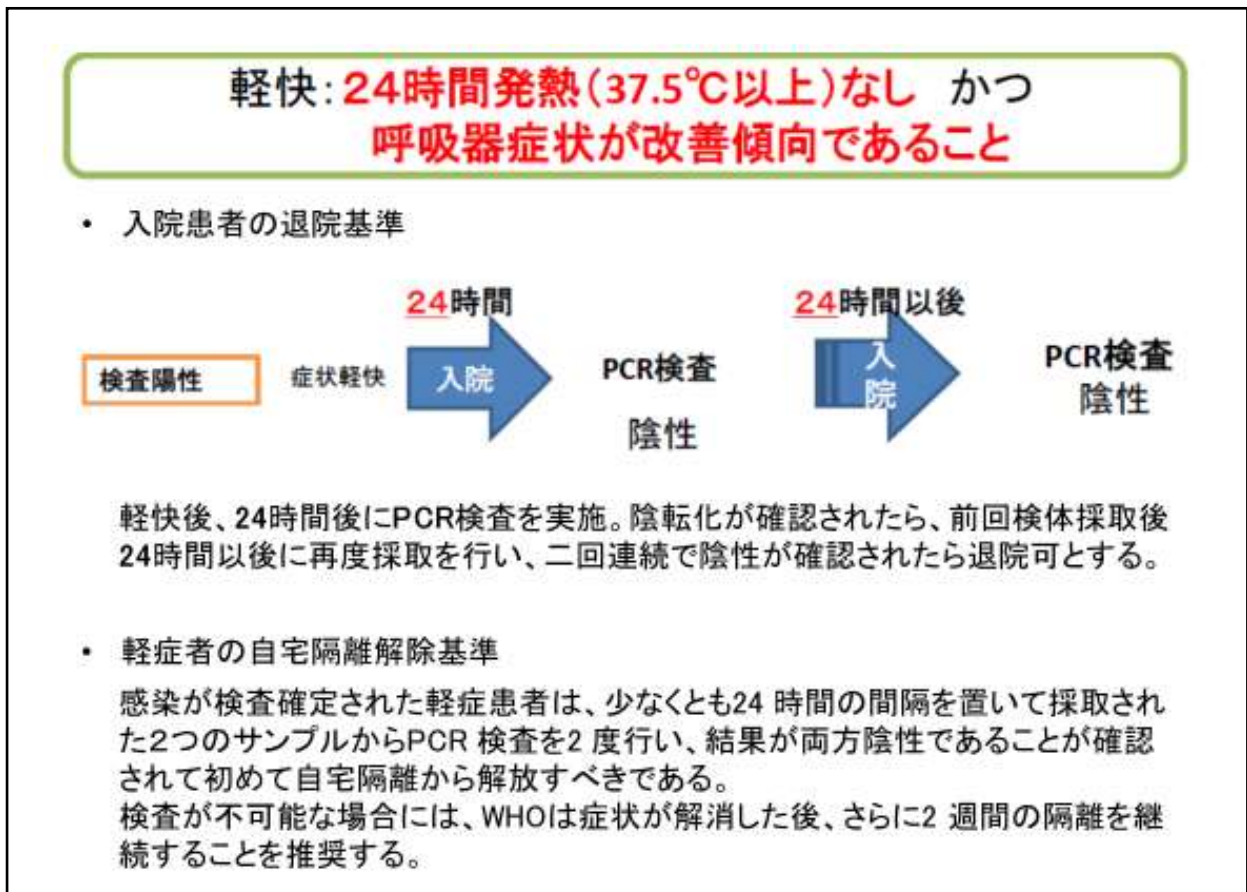 軽快:24時間発熱(37.5℃以上)なし かつ
呼吸器症状が改善傾向であること
・ 入院患者の退院基準
24時間
24時間以後
検査陽性
症状軽快
入院
PCR検査
陰性
入
院
PCR検査
陰性
軽快後、24時間後にPCR検査を実施。陰転化が確認されたら、前回検体採取後
24時間以後に再度採取を行い、二回連続で陰性が確認されたら退院可とする。
・ 軽症者の自宅隔離解除基準
感染が検査確定された軽症患者は、少なくとも24 時間の間隔を置いて採取され
た2つのサンプルからPCR 検査を2 度行い、結果が両方陰性であることが確認
されて初めて自宅隔離から解放すべきである。
検査が不可能な場合には、WHOは症状が解消した後、さらに2 週間の隔離を継
続することを推奨する。